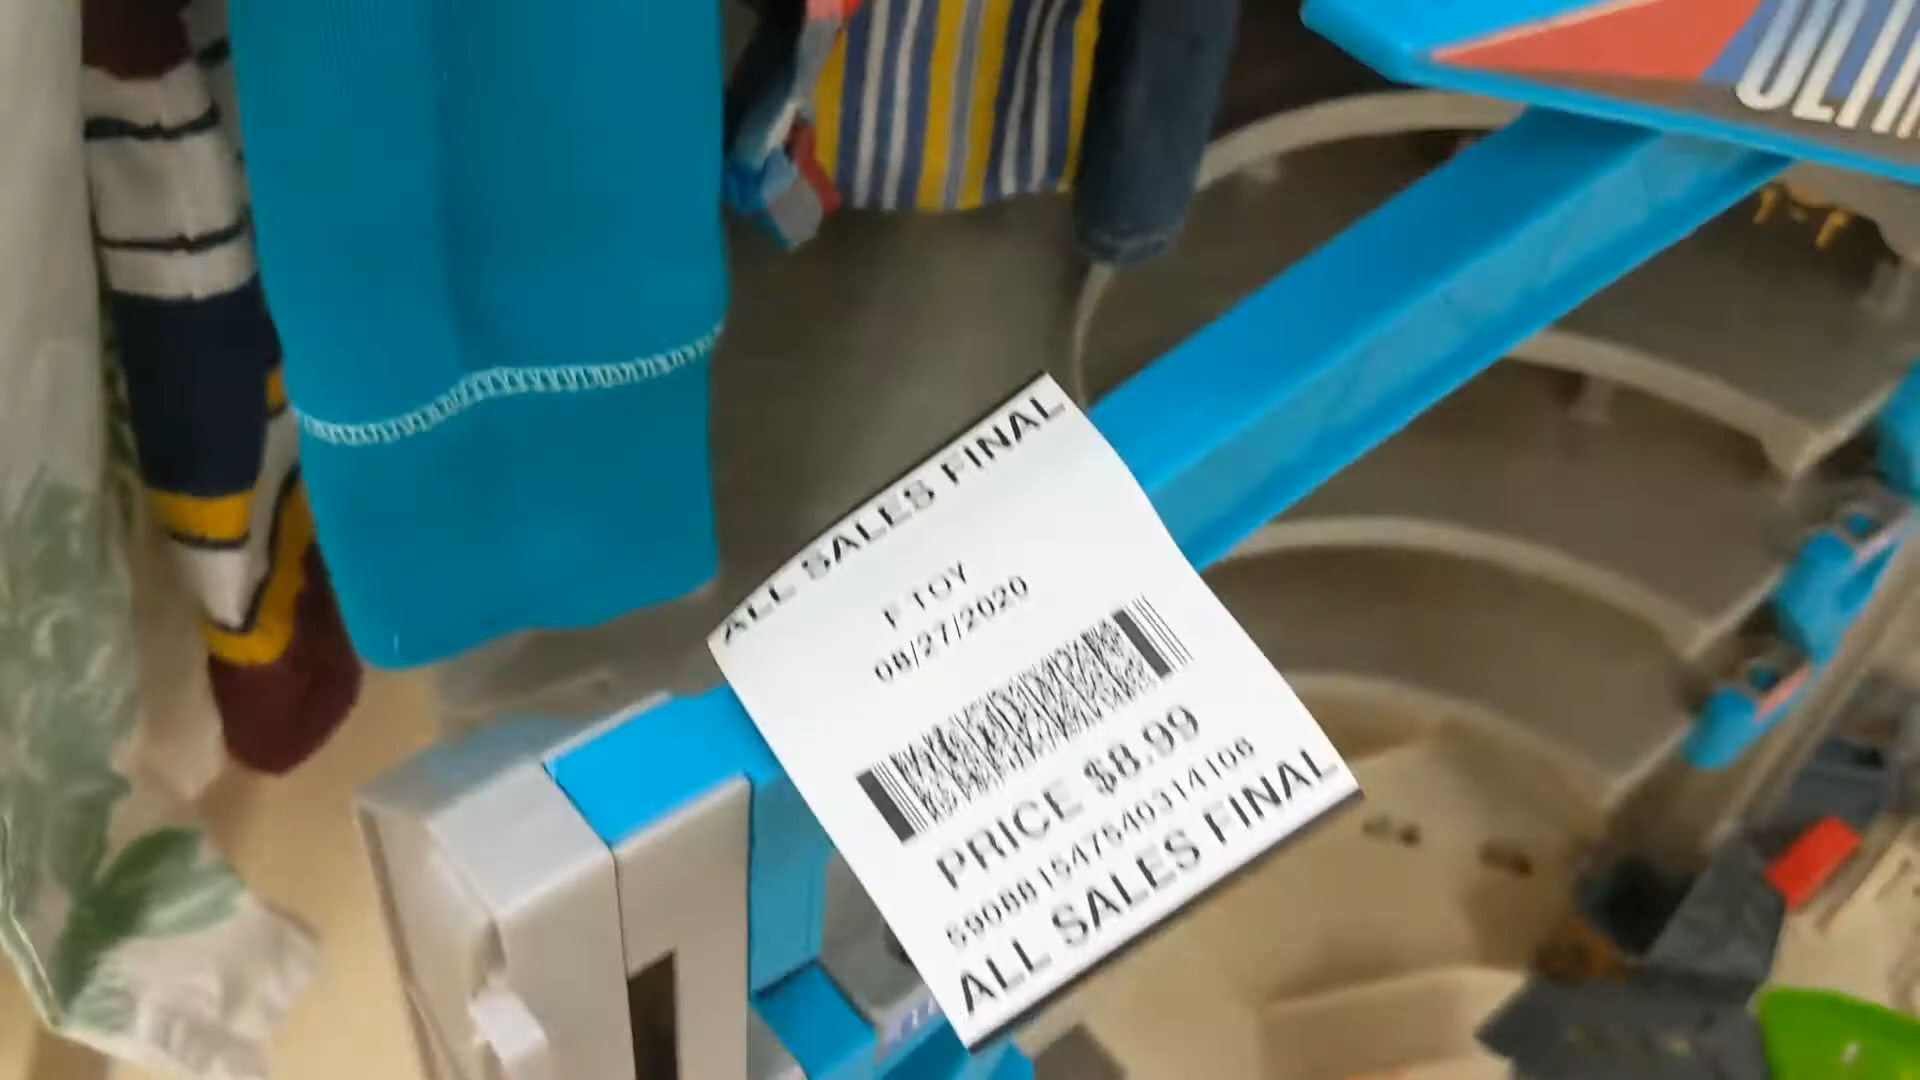 ALL SALES FINAL
F TOY
08/27/2020
PRICE $8.99
ALL SALES FINAL